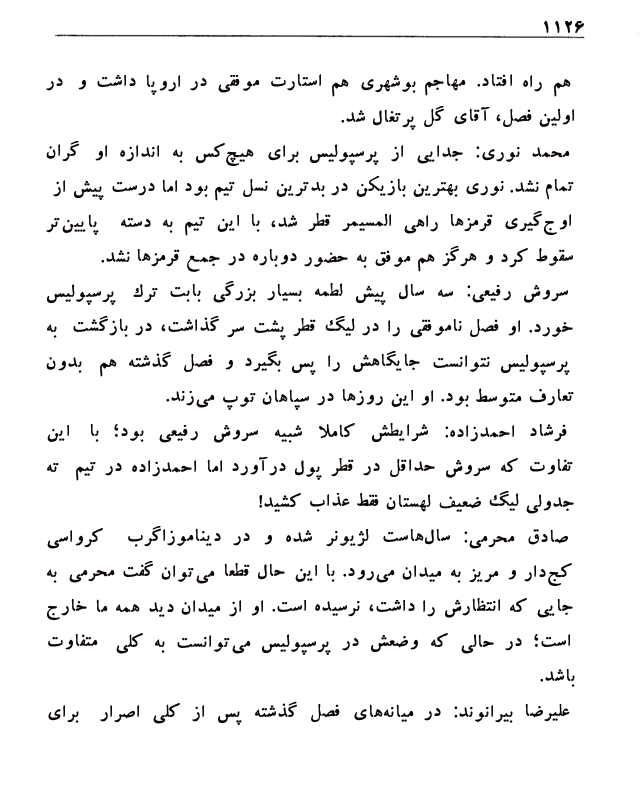 ۱۱۲۶
هم راه افتاد. مهاجم بوشهری هم استارت موفقی در اروپا داشت و در
اولین فصل، آقای گل پرتغال شد.
محمد نوری: جدایی از پرسپولیس برای هیچ‌کس به اندازه او گران
تمام نشد. نوری بهترین بازیکن در بدترین نسل تیم بود اما درست پیش از
اوج‌گیری قرمزها راهی المسیمر قطر شد، با این تیم به دسته پایین‌تر
سقوط کرد و هرگز هم موفق به حضور دوباره در جمع قرمزها نشد.
سروش رفیعی: سه سال پیش لطمه بسیار بزرگی بابت ترك پرسپولیس
خورد. او فصل ناموفقی را در لیگ قطر پشت سر گذاشت، در بازگشت به
پرسپولیس نتوانست جایگاهش را پس بگیرد و فصل گذشته هم بدون
تعارف متوسط بود. او این روزها در سپاهان توپ می‌زند.
فرشاد احمدزاده: شرایطش کاملا شبیه سروش رفیعی بود؛ با این
تفاوت که سروش حداقل در قطر پول درآورد اما احمدزاده در تیم ته
جدولی لیگ ضعیف لهستان فقط عذاب کشید!
صادق محرمی: سال‌هاست لژیونر شده و در دیناموزاگرب کرواسی
کج‌دار و مریز به میدان می‌رود. با این حال قطعا می‌توان گفت محرمی به
جایی که انتظارش را داشت، نرسیده است. او از میدان دید همه ما خارج
است؛ در حالی که وضعش در پرسپولیس می‌توانست به کلی متفاوت
باشد.
علیرضا بیرانوند: در میانه‌های فصل گذشته پس از کلی اصرار برای